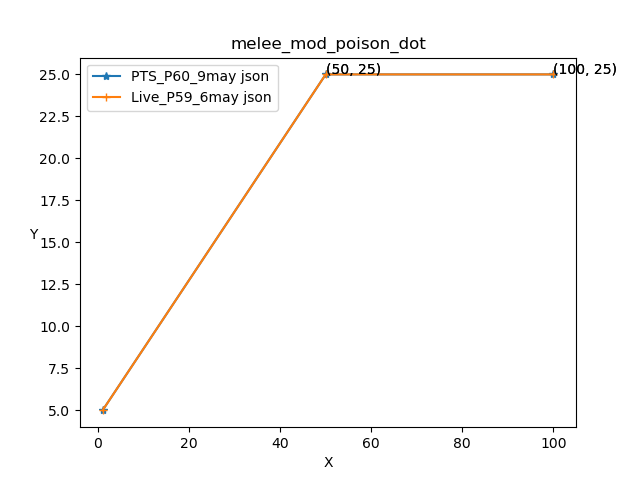 melee_mod_poison_dot
PTS_P60_9may json
Live_P59_6may json
(50, 25)
(100, 25)
25.0
22.5
20.0
17.5
15.0
12.5
10.0
7.5
5.0
Y
0 20 40 60 80 100
X